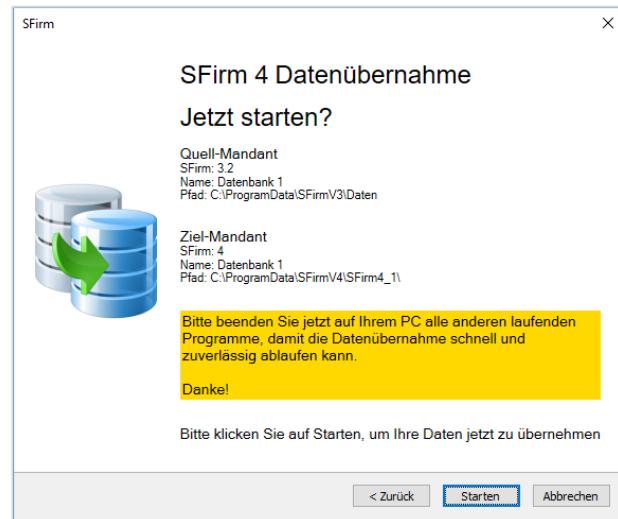 SFirm
SFirm 4 Datenübernahme
Jetzt starten?
Quell-Mandant
SFirm: 3.2
Name: Datenbank 1
Pfad: C:\ProgramData\SFirmV3\Daten
Ziel-Mandant
SFirm: 4
Name: Datenbank 1
Pfad: C:\ProgramData\SFirmV4\SFirm4_1\
Bitte beenden Sie jetzt auf Ihrem PC alle anderen laufenden
Programme, damit die Datenübernahme schnell und
zuverlässig ablaufen kann.
Danke!
Bitte klicken Sie auf Starten, um Ihre Daten jetzt zu übernehmen
< Zurück Starten Abbrechen